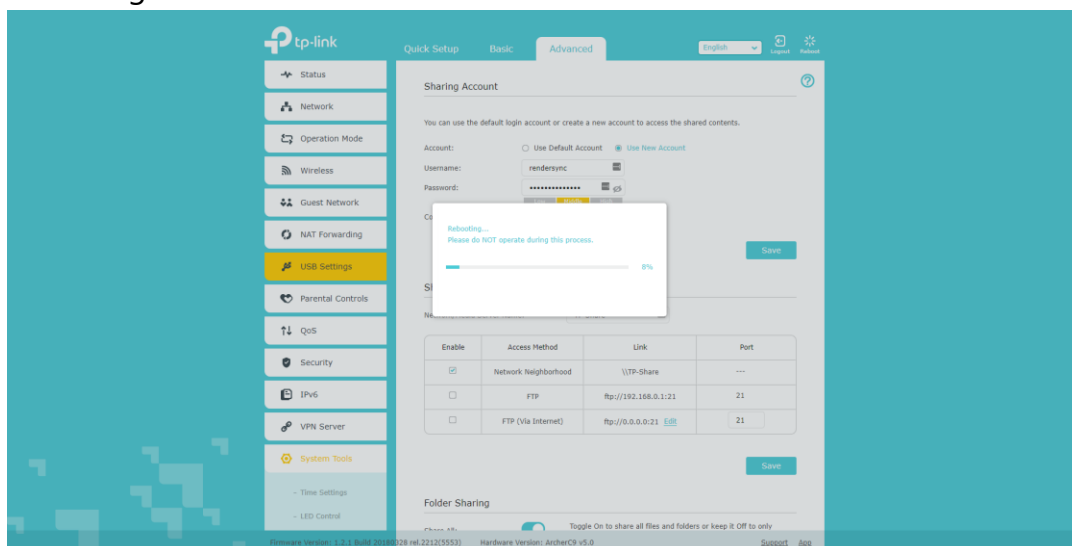 tp-link
Quick Setup Basic Advanced English Logout Reboot
Status
Network
Operation Mode
Wireless
Guest Network
NAT Forwarding
USB Settings
Parental Controls
QoS
Security
IPv6
VPN Server
System Tools
- Time Settings
- LED Control
Sharing Account
You can use the default login account or create a new account to access the shared contents.
Account: Use Default Account Use New Account
Username: rendersync
Password: ••••••••••••••
Co
Rebooting...
Please do NOT operate during this process.
8%
Save
Enable Access Method Link Port
Network Neighborhood \\TP-Share ---
FTP ftp://192.168.0.1:21 21
FTP (Via Internet) ftp://0.0.0.0:21 Edit 21
Save
Folder Sharing
Toggle On to share all files and folders or keep it Off to only
Firmware Version: 1.2.1 Build 20180328 rel.2212(5553) Hardware Version: ArcherC9 v5.0 Support App